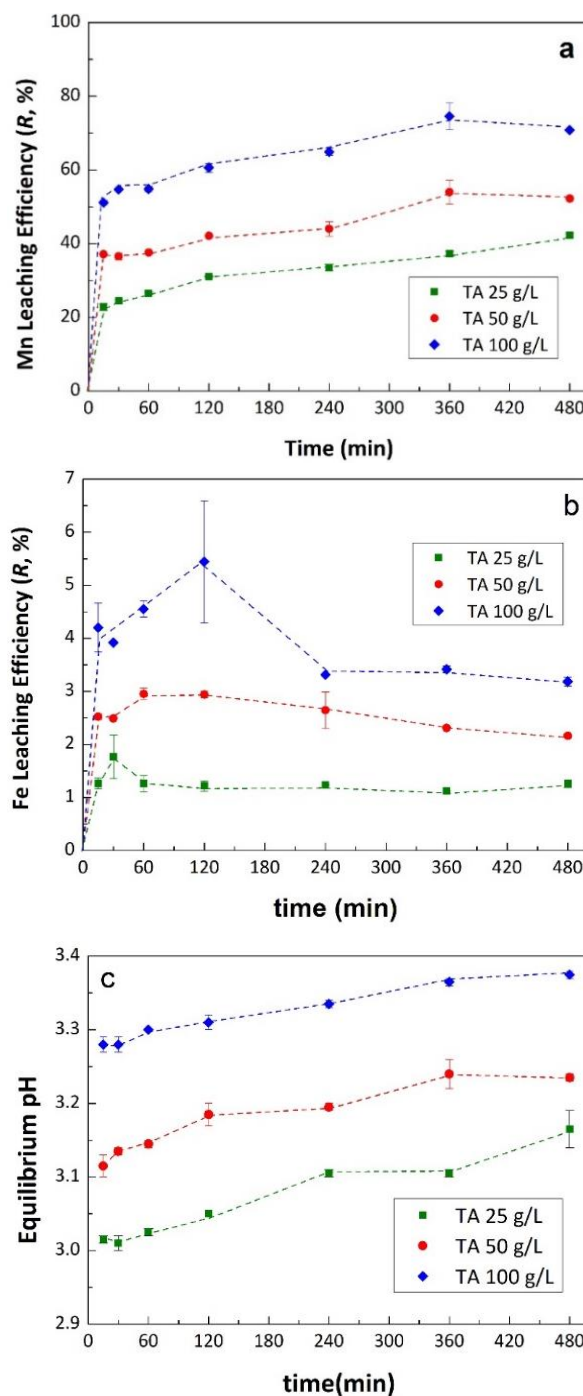 100
80
60
40
20
0
Mn Leaching Efficiency (R, %)
a
TA 25 g/L
TA 50 g/L
TA 100 g/L
0 60 120 180 240 300 360 420 480
Time (min)
7
6
5
4
3
2
1
0
Fe Leaching Efficiency (R, %)
b
TA 25 g/L
TA 50 g/L
TA 100 g/L
0 60 120 180 240 300 360 420 480
time (min)
3.4
3.3
3.2
3.1
3.0
2.9
Equilibrium pH
c
TA 25 g/L
TA 50 g/L
TA 100 g/L
0 60 120 180 240 300 360 420 480
time(min)